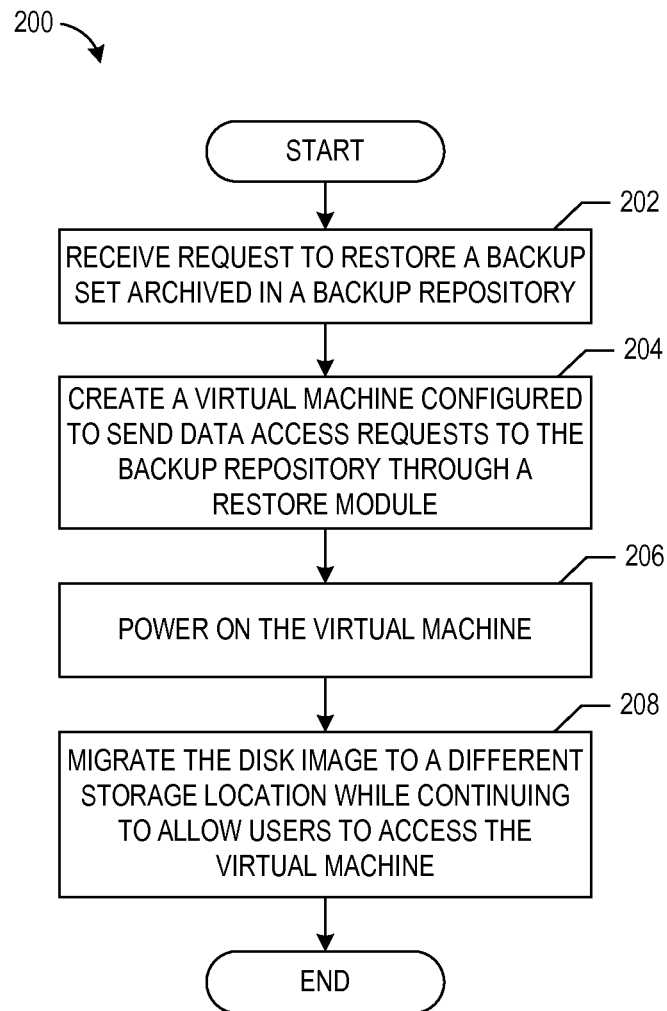 200
START
202
RECEIVE REQUEST TO RESTORE A BACKUP
SET ARCHIVED IN A BACKUP REPOSITORY
204
CREATE A VIRTUAL MACHINE CONFIGURED
TO SEND DATA ACCESS REQUESTS TO THE
BACKUP REPOSITORY THROUGH A
RESTORE MODULE
206
POWER ON THE VIRTUAL MACHINE
208
MIGRATE THE DISK IMAGE TO A DIFFERENT
STORAGE LOCATION WHILE CONTINUING
TO ALLOW USERS TO ACCESS THE
VIRTUAL MACHINE
END